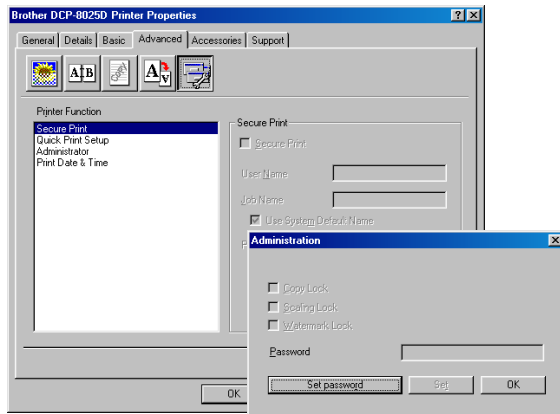 Brother DCP-8025D Printer Properties
General Details Basic Advanced Accessories Support
A B
A A
Printer Function
Secure Print
Quick Print Setup
Administrator
Print Date & Time
Secure Print
Secure Print
User Name
Job Name
Use System Default Name
P
OK
Administration
Copy Lock
Scaling Lock
Watermark Lock
Password
Set password Set OK